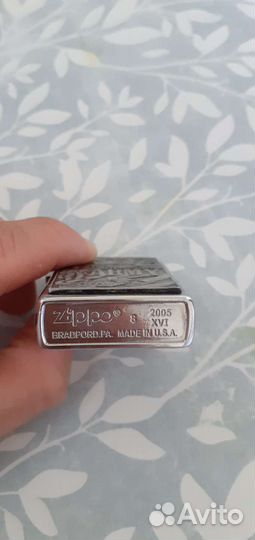 Zippo® 8 2005 XVI
BRADFORD.PA. MADE IN U.S.A.
Avito